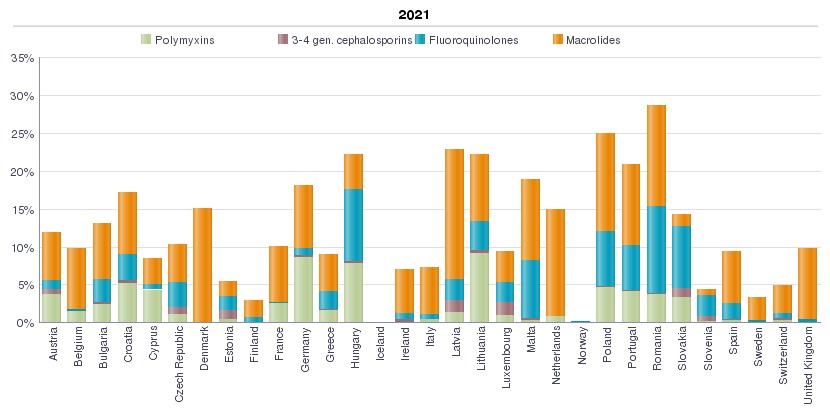 2021
Polymyxins 3-4 gen. cephalosporins Fluoroquinolones Macrolides
35%
30%
25%
20%
15%
10%
5%
0%
Austria
Belgium
Bulgaria
Croatia
Cyprus
Czech Republic
Denmark
Estonia
Finland
France
Germany
Greece
Hungary
Iceland
Ireland
Italy
Latvia
Lithuania
Luxembourg
Malta
Netherlands
Norway
Poland
Portugal
Romania
Slovakia
Slovenia
Spain
Sweden
Switzerland
United Kingdom